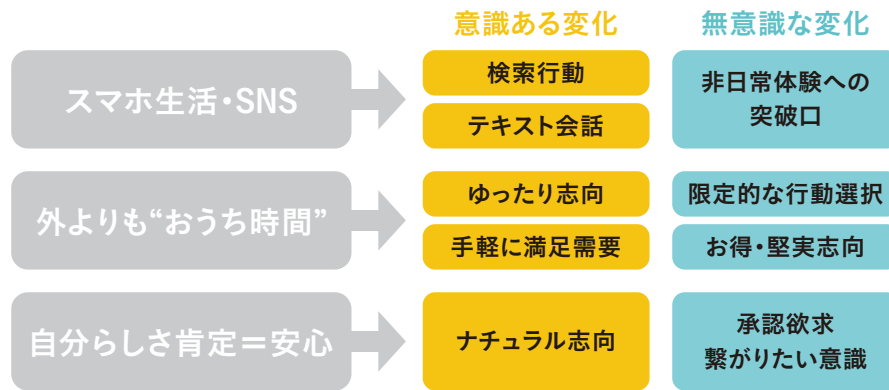 意識ある変化
無意識な変化
スマホ生活・SNS
検索行動
テキスト会話
非日常体験への
突破口
外よりも“おうち時間”
ゆったり志向
手軽に満足需要
限定的な行動選択
お得・堅実志向
自分らしさ肯定＝安心
ナチュラル志向
承認欲求
繋がりたい意識